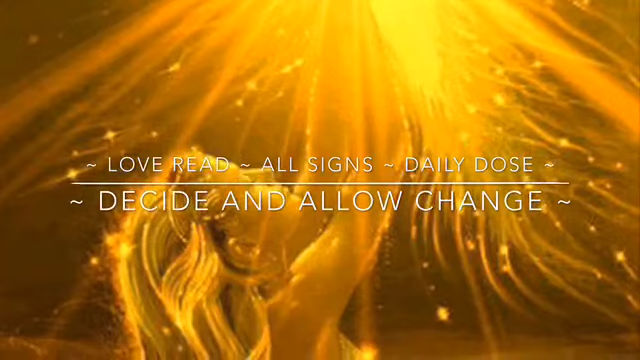 ~ LOVE READ ~ ALL SIGNS ~ DAILY DOSE ~
~ DECIDE AND ALLOW CHANGE ~